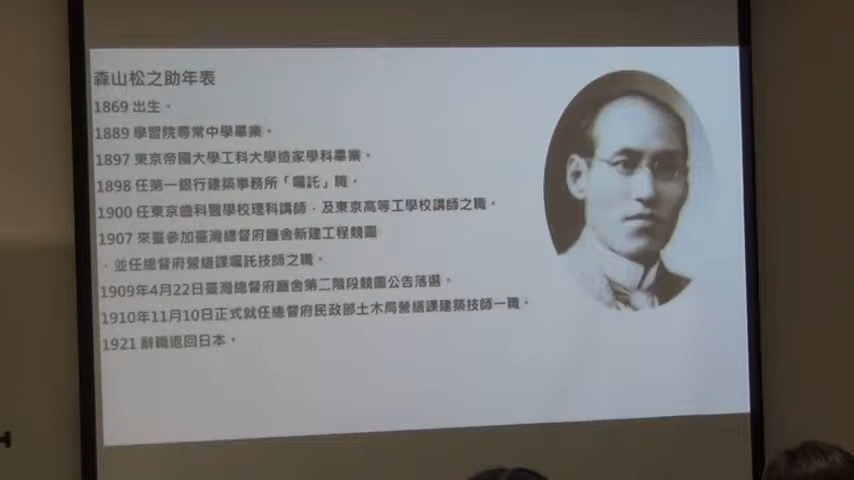 森山松之助年表
1869 出生。
1889 學習院尋常中學畢業。
1897 東京帝國大學工科大學造家學科畢業。
1898 任第一銀行建築事務所「囑託」職。
1900 任東京齒科醫學校理科講師，及東京高等工學校講師之職。
1907 來臺參加臺灣總督府廳舍新建工程競圖
，並任總督府營繕課囑託技師之職。
1909年4月22日臺灣總督府廳舍第二階段競圖公告落選。
1910年11月10日正式就任總督府民政部土木局營繕課建築技師一職。
1921 辭職返回日本。